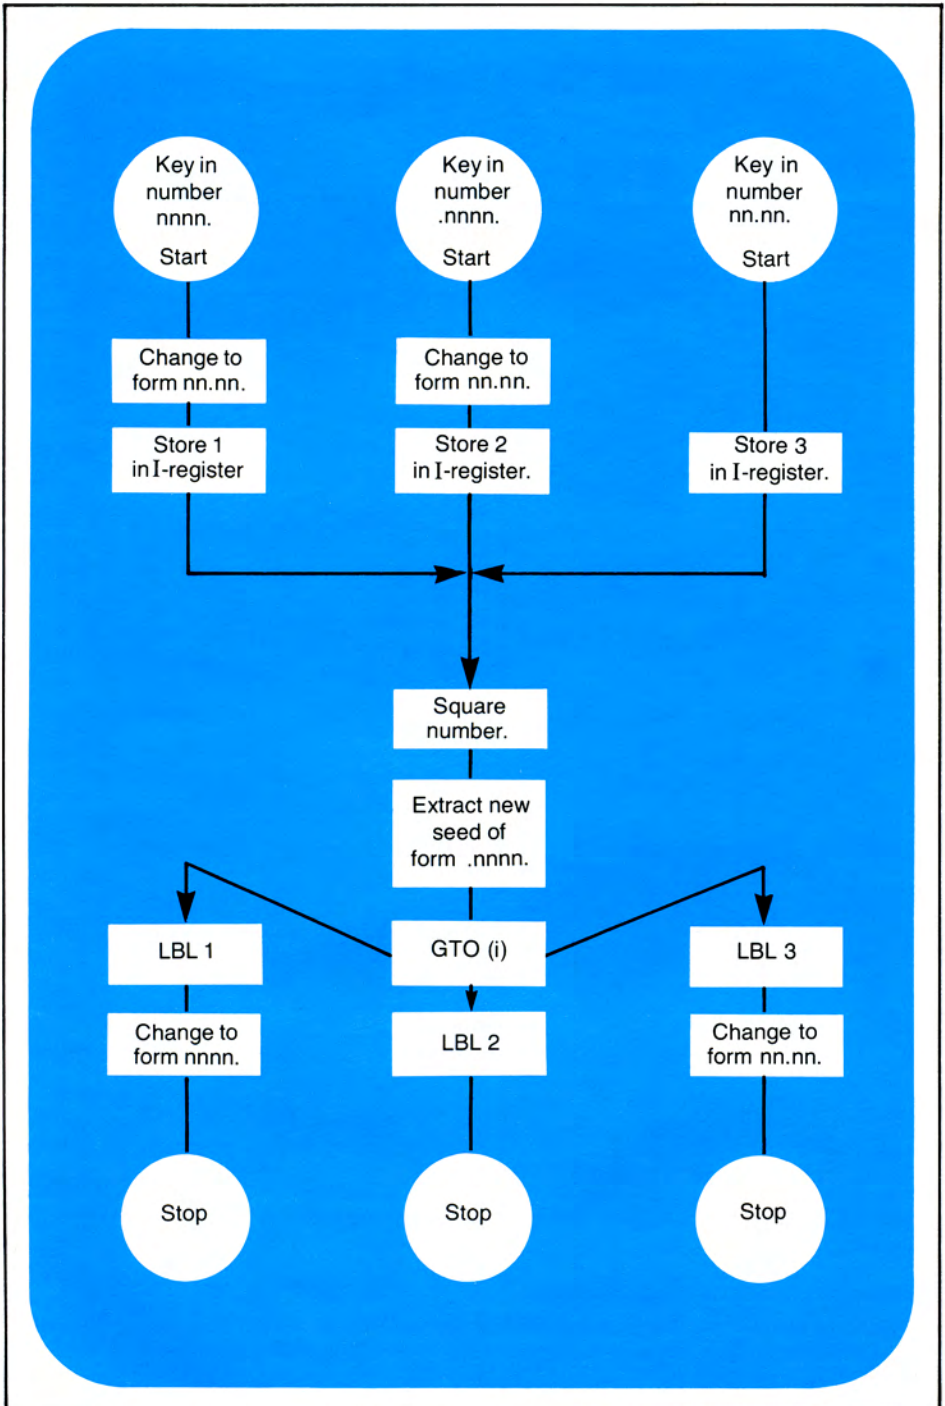 Key in
number
nnnn.
Start
Key in
number
.nnnn.
Start
Key in
number
nn.nn.
Start
Change to
form nn.nn.
Change to
form nn.nn.
Store 1
in I-register
Store 2
in I-register.
Store 3
in I-register.
Square
number.
Extract new
seed of
form .nnnn.
LBL 1
GTO (i)
LBL 3
Change to
form nnnn.
LBL 2
Change to
form nn.nn.
Stop
Stop
Stop